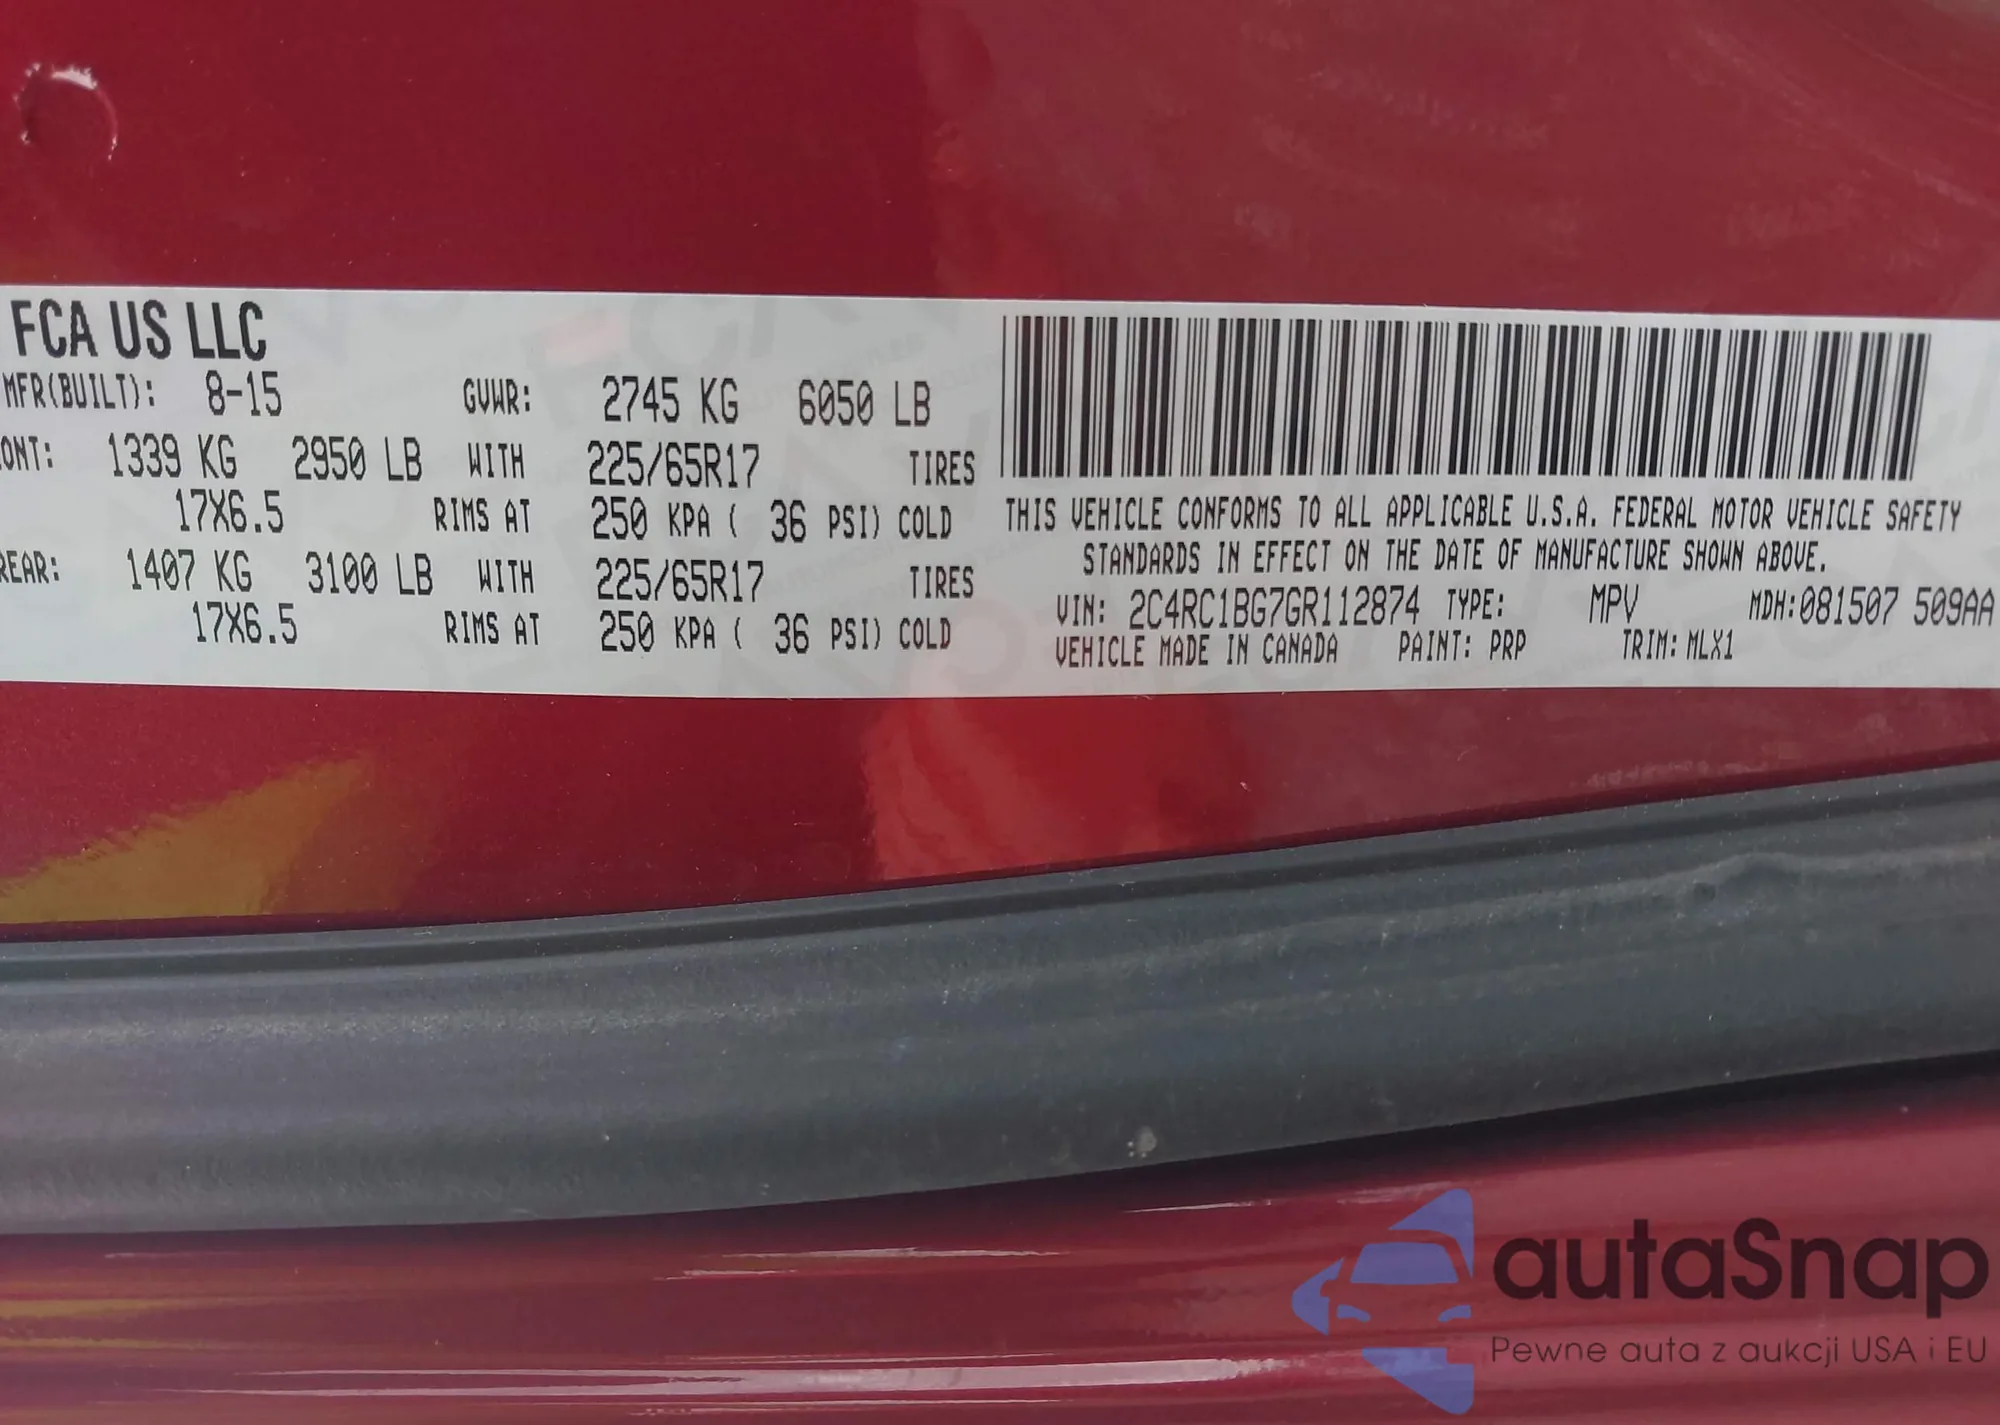 FCA US LLC
MFR(BUILT): 8-15 GVWR: 2745 KG 6050 LB
ONT: 1339 KG 2950 LB WITH 225/65R17 TIRES
17X6.5 RIMS AT 250 KPA ( 36 PSI) COLD
REAR: 1407 KG 3100 LB WITH 225/65R17 TIRES
17X6.5 RIMS AT 250 KPA ( 36 PSI) COLD
THIS VEHICLE CONFORMS TO ALL APPLICABLE U.S.A. FEDERAL MOTOR VEHICLE SAFETY
STANDARDS IN EFFECT ON THE DATE OF MANUFACTURE SHOWN ABOVE.
VIN: 2C4RC1BG7GR112874 TYPE: MPV MDH:081507 509AA
VEHICLE MADE IN CANADA PAINT: PRP TRIM: MLX1
autaSnap
Pewne auta z aukcji USA i EU